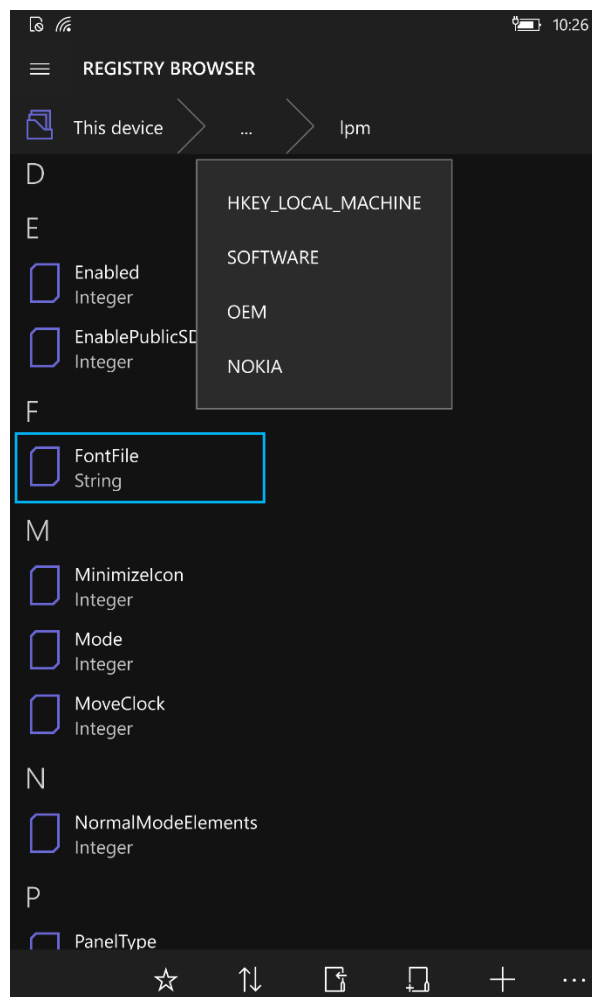 10:26
REGISTRY BROWSER
This device ... lpm
D
HKEY_LOCAL_MACHINE
SOFTWARE
OEM
NOKIA
E
Enabled
Integer
EnablePublicSD
Integer
F
FontFile
String
M
MinimizeIcon
Integer
Mode
Integer
MoveClock
Integer
N
NormalModeElements
Integer
P
PanelType
...